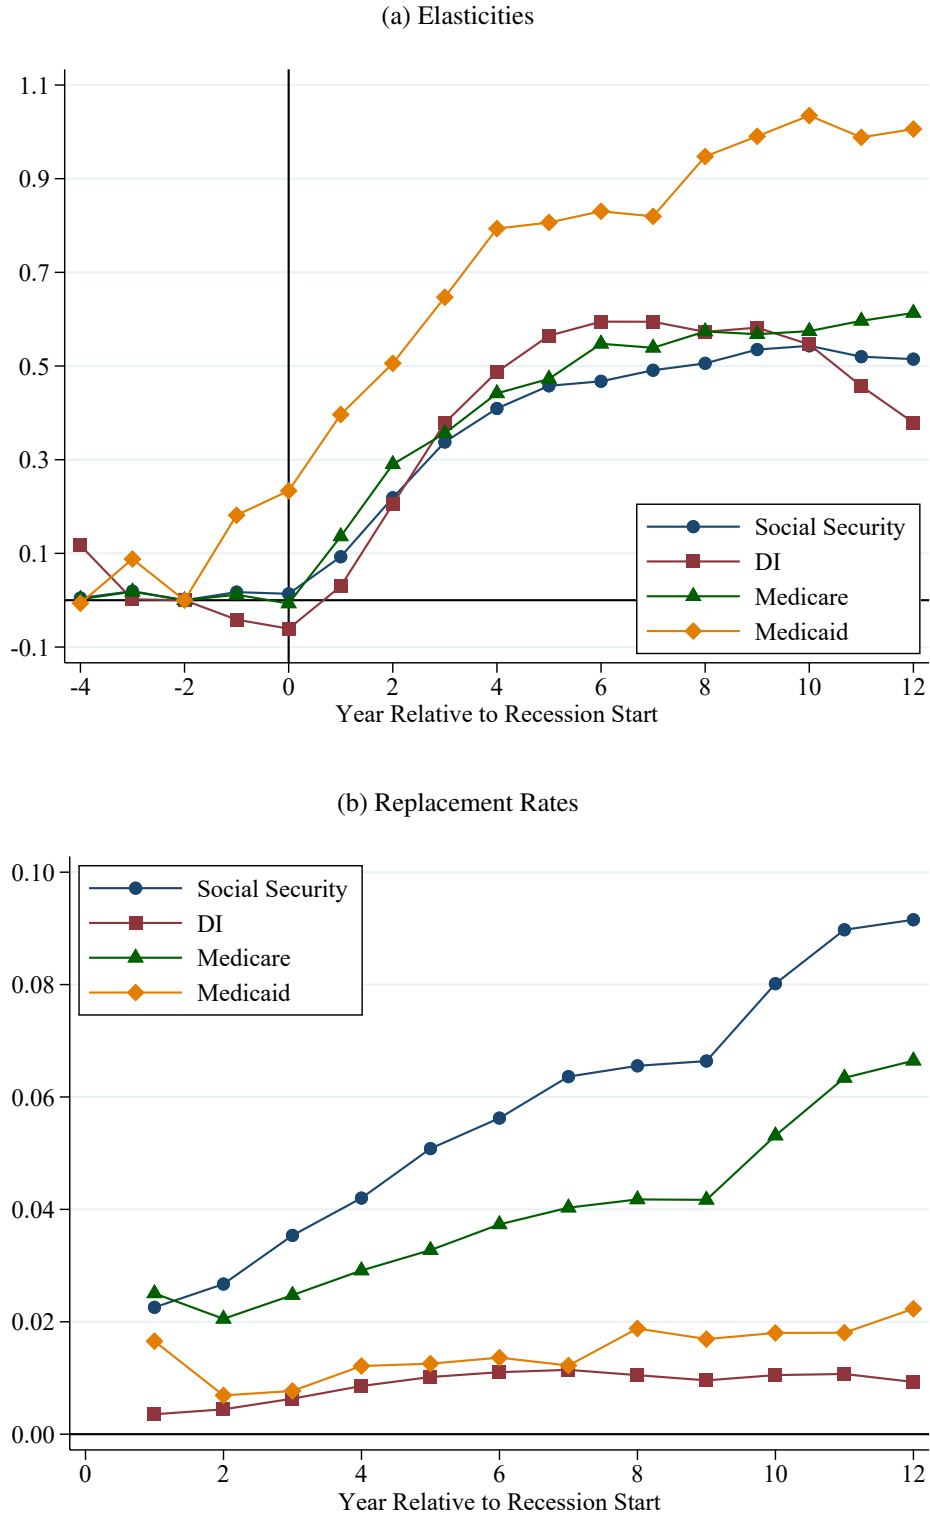 (a) Elasticities
1.1
0.9
0.7
0.5
0.3
0.1
-0.1
Social Security
DI
Medicare
Medicaid
-4 -2 0 2 4 6 8 10 12
Year Relative to Recession Start
(b) Replacement Rates
0.10
0.08
0.06
0.04
0.02
0.00
Social Security
DI
Medicare
Medicaid
0 2 4 6 8 10 12
Year Relative to Recession Start